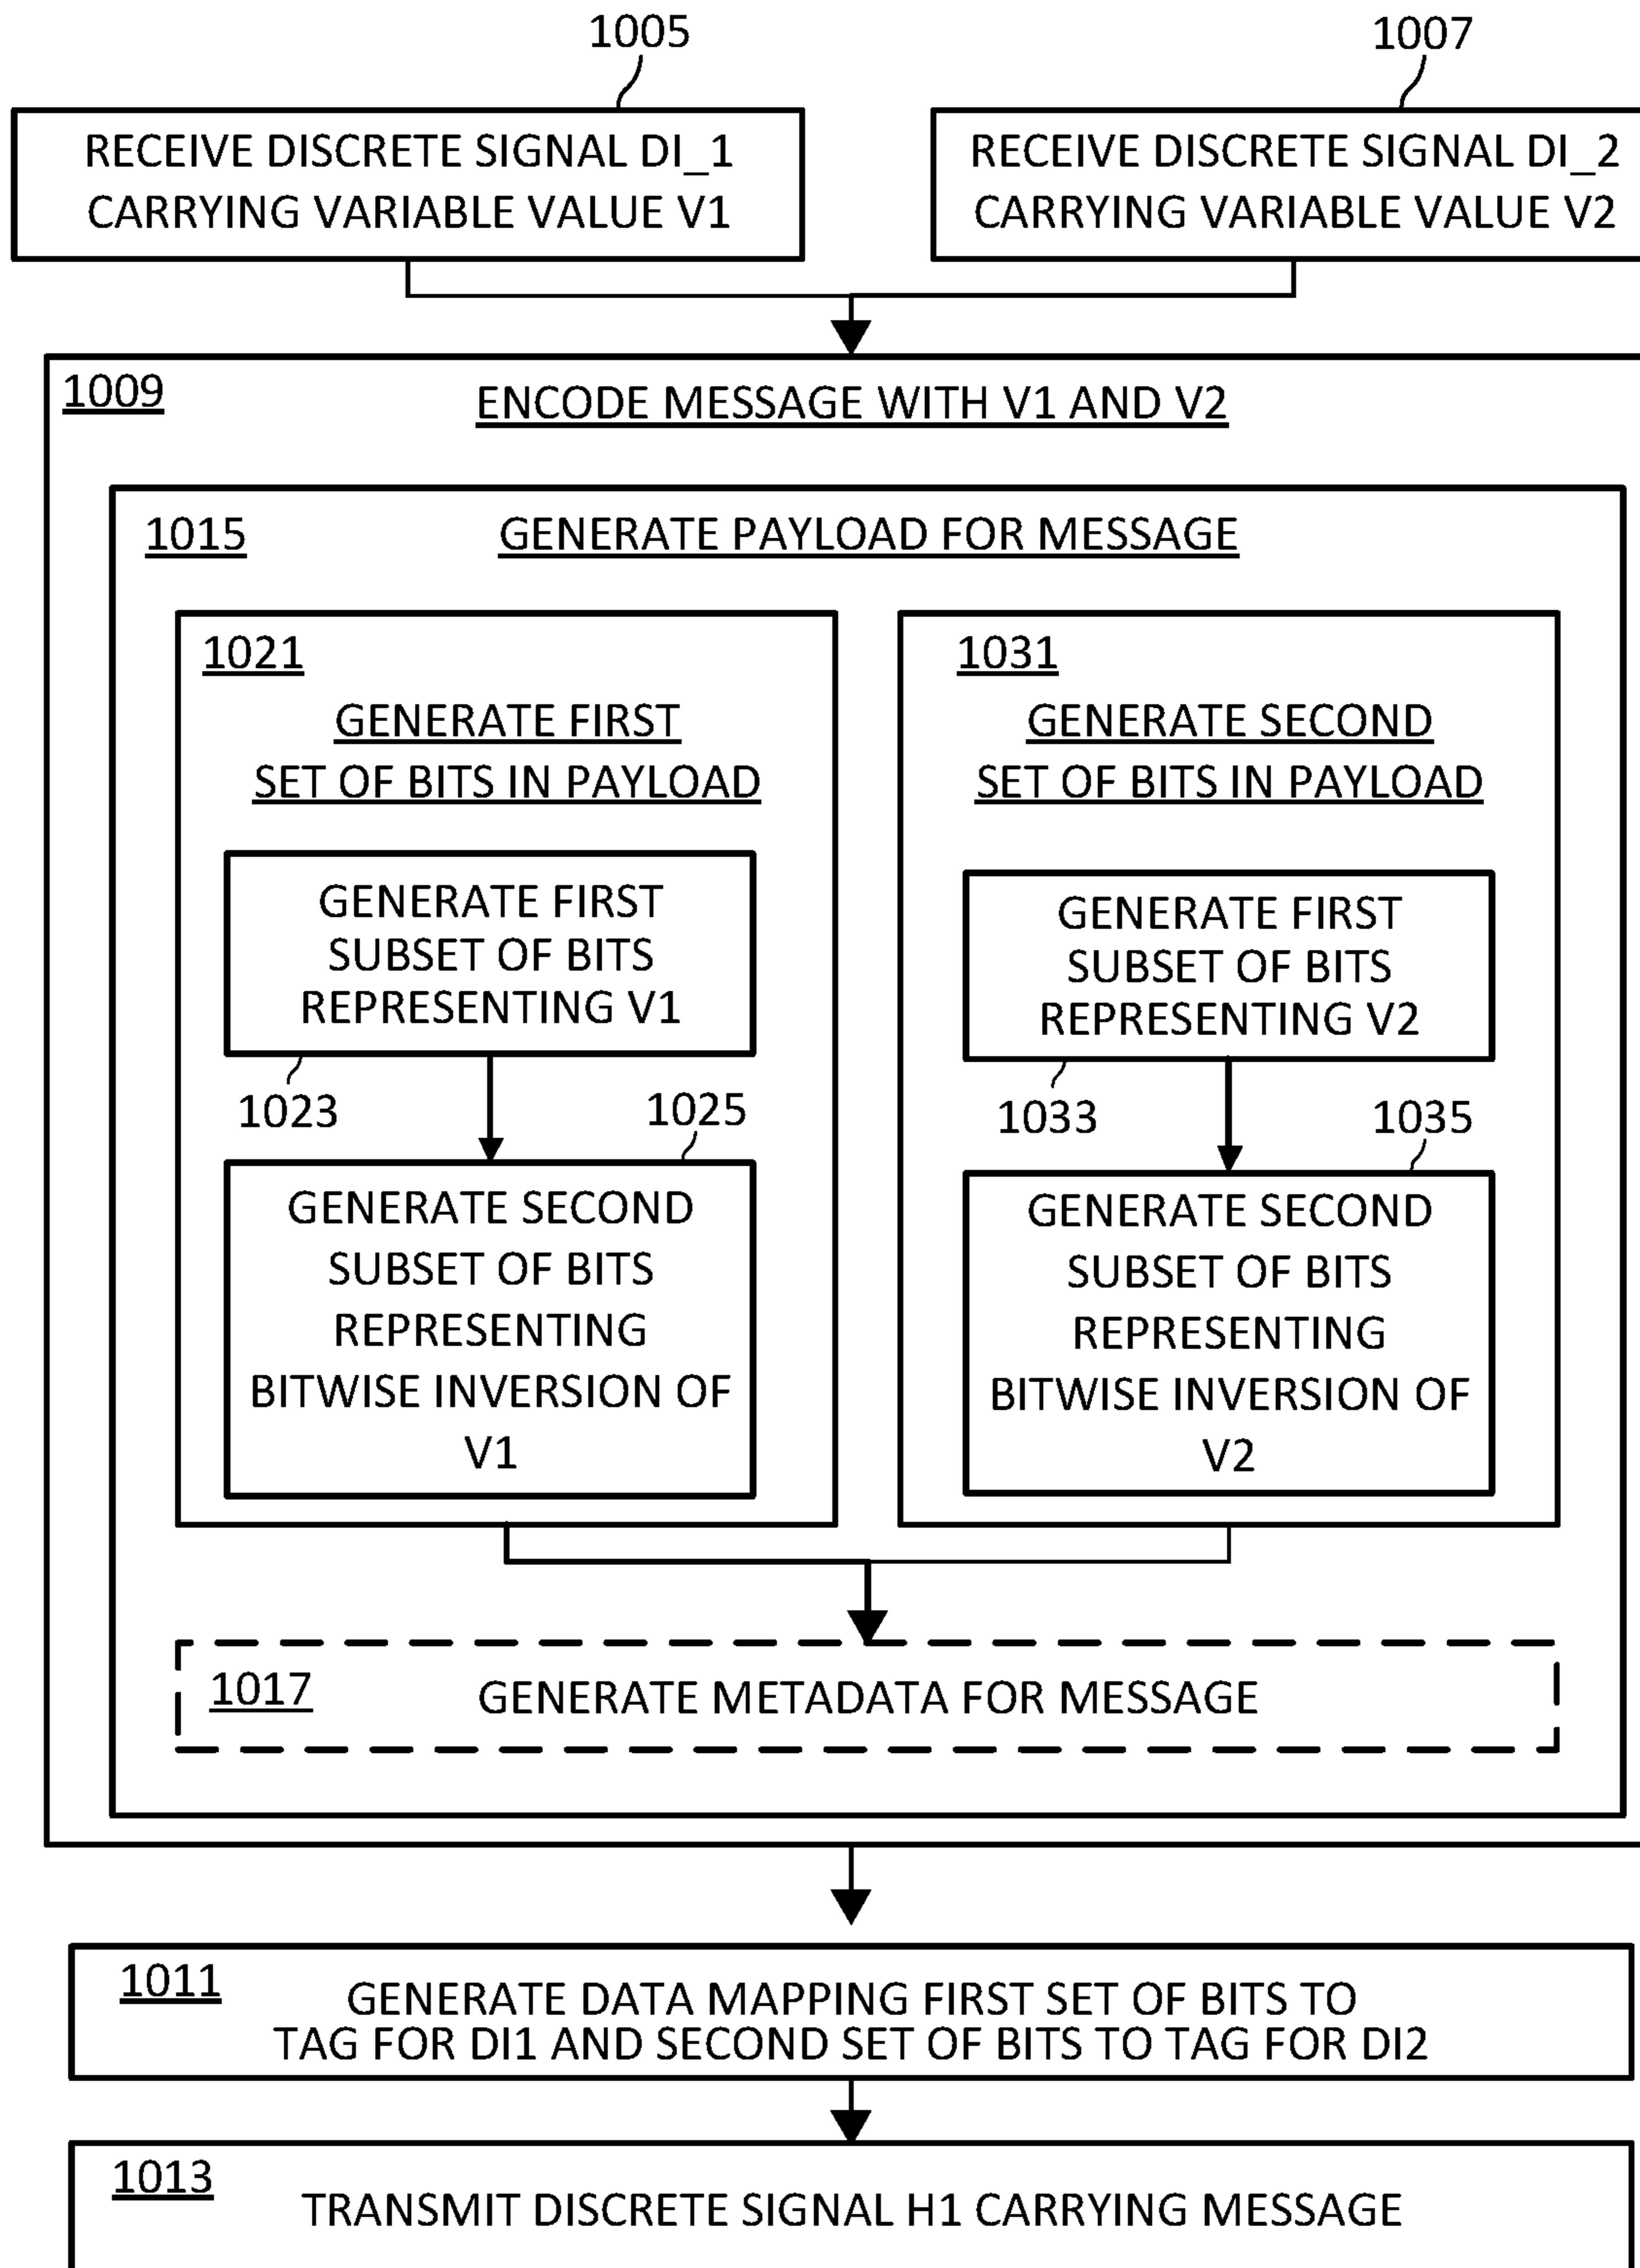 1005
1007
RECEIVE DISCRETE SIGNAL DI_1
CARRYING VARIABLE VALUE V1
RECEIVE DISCRETE SIGNAL DI_2
CARRYING VARIABLE VALUE V2
1009
ENCODE MESSAGE WITH V1 AND V2
1015
GENERATE PAYLOAD FOR MESSAGE
1021
GENERATE FIRST
SET OF BITS IN PAYLOAD
GENERATE FIRST
SUBSET OF BITS
REPRESENTING V1
1023
1025
GENERATE SECOND
SUBSET OF BITS
REPRESENTING
BITWISE INVERSION OF
V1
1031
GENERATE SECOND
SET OF BITS IN PAYLOAD
GENERATE FIRST
SUBSET OF BITS
REPRESENTING V2
1033
1035
GENERATE SECOND
SUBSET OF BITS
REPRESENTING
BITWISE INVERSION OF
V2
1017
GENERATE METADATA FOR MESSAGE
1011
GENERATE DATA MAPPING FIRST SET OF BITS TO
TAG FOR DI1 AND SECOND SET OF BITS TO TAG FOR DI2
1013
TRANSMIT DISCRETE SIGNAL H1 CARRYING MESSAGE